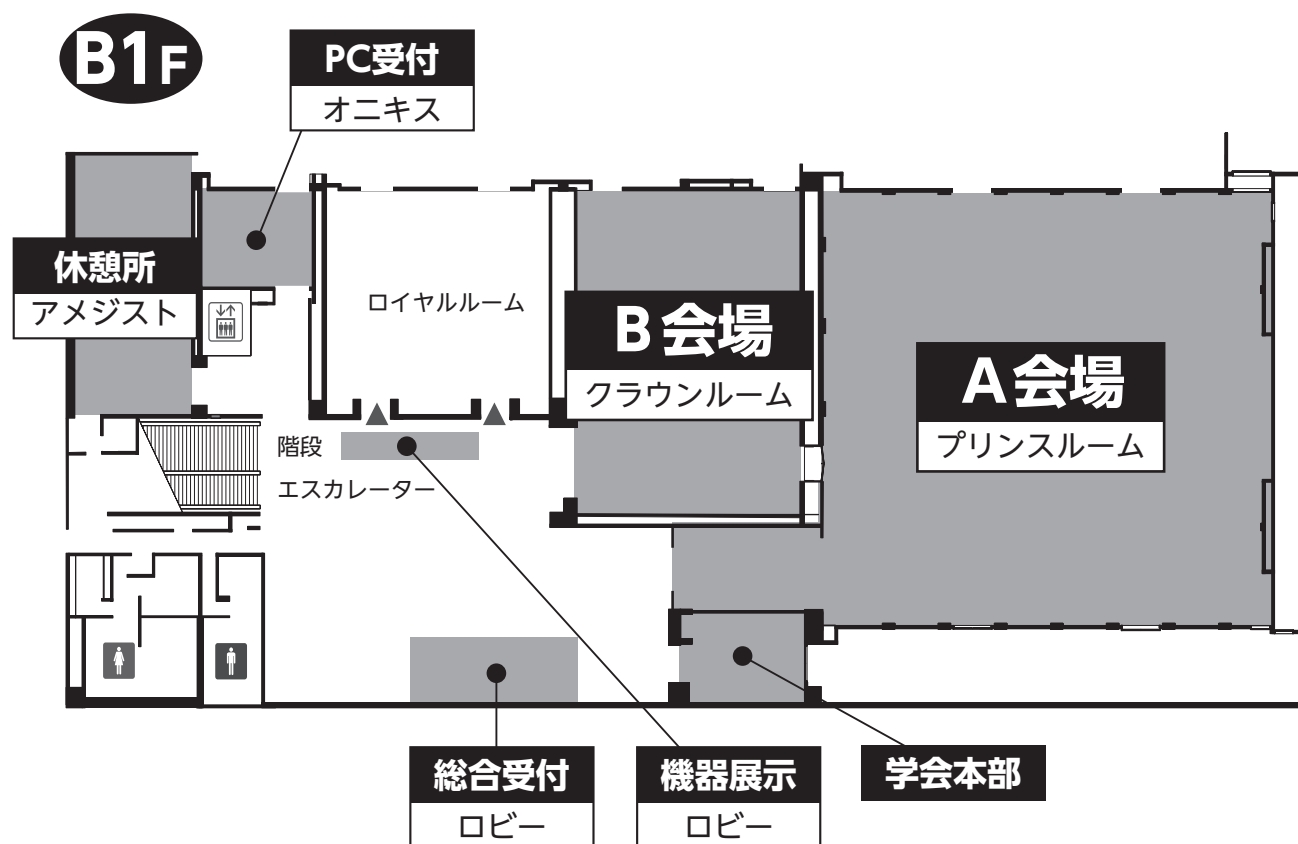 B1F
PC受付
オニキス
休憩所
アメジスト
ロイヤルルーム
B会場
クラウンルーム
A会場
プリンスルーム
階段
エスカレーター
総合受付
ロビー
機器展示
ロビー
学会本部